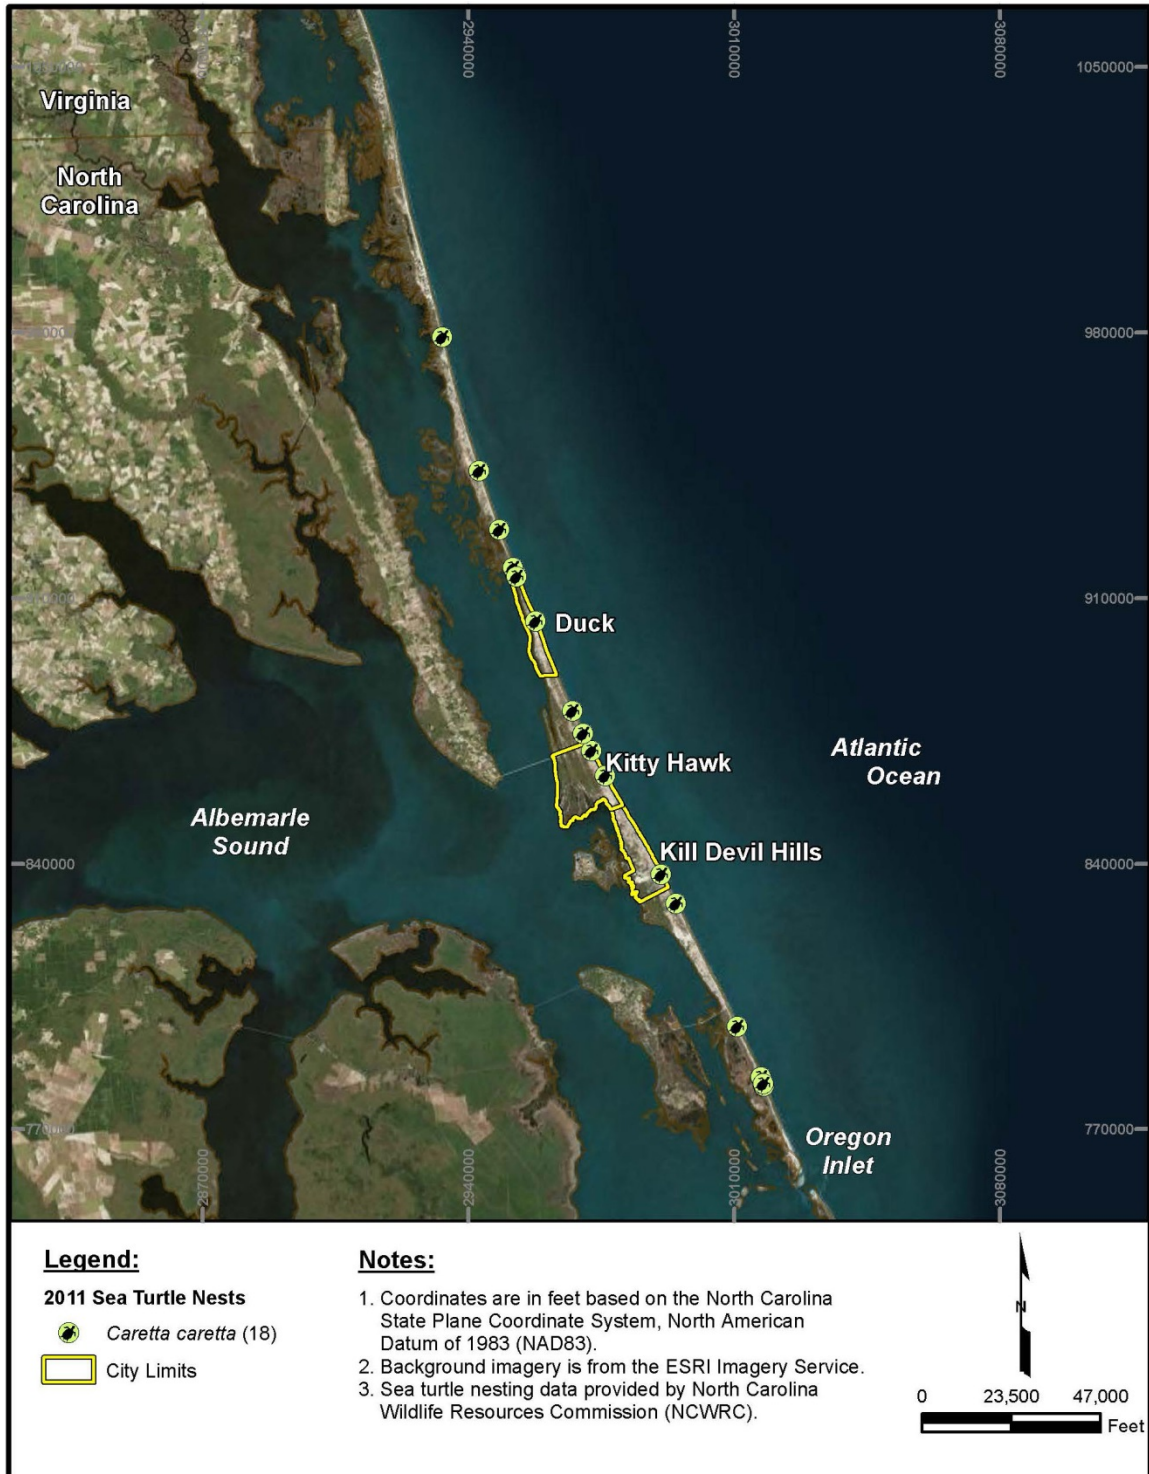 2940000
3010000
3080000
1050000
Virginia
North
Carolina
980000
910000
Duck
Kitty Hawk
Atlantic
Ocean
Albemarle
Sound
Kill Devil Hills
840000
840000
770000
770000
Oregon
Inlet
2870000
2940000
3010000
3080000
Legend:
2011 Sea Turtle Nests
Caretta caretta (18)
City Limits
Notes:
1. Coordinates are in feet based on the North Carolina
State Plane Coordinate System, North American
Datum of 1983 (NAD83).
2. Background imagery is from the ESRI Imagery Service.
3. Sea turtle nesting data provided by North Carolina
Wildlife Resources Commission (NCWRC).
N
0 23,500 47,000
Feet